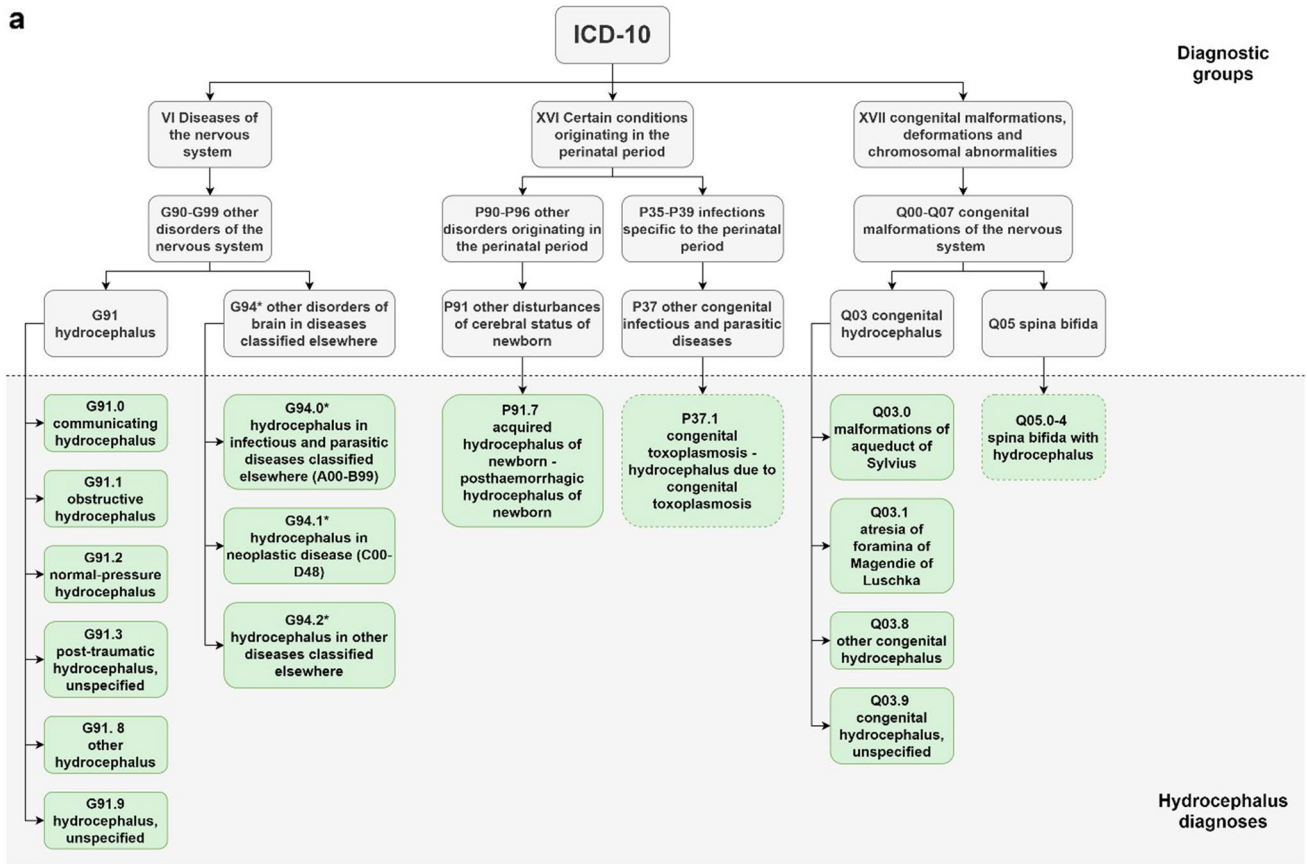 a
ICD-10
Diagnostic
groups
VI Diseases of
the nervous
system
XVI Certain conditions
originating in the
perinatal period
XVII congenital malformations,
deformations and
chromosomal abnormalities
G90-G99 other
disorders of the
nervous system
P90-P96 other
disorders originating in
the perinatal period
P35-P39 infections
specific to the perinatal
period
Q00-Q07 congenital
malformations of the nervous
system
G91
hydrocephalus
G94* other disorders of
brain in diseases
classified elsewhere
P91 other disturbances
of cerebral status of
newborn
P37 other congenital
infectious and parasitic
diseases
Q03 congenital
hydrocephalus
Q05 spina bifida
G91.0
communicating
hydrocephalus
G91.1
obstructive
hydrocephalus
G91.2
normal-pressure
hydrocephalus
G91.3
post-traumatic
hydrocephalus,
unspecified
G91. 8
other
hydrocephalus
G91.9
hydrocephalus,
unspecified
G94.0*
hydrocephalus in
infectious and parasitic
diseases classified
elsewhere (A00-B99)
G94.1*
hydrocephalus in
neoplastic disease (C00-
D48)
G94.2*
hydrocephalus in other
diseases classified
elsewhere
P91.7
acquired
hydrocephalus of
newborn -
posthaemorrhagic
hydrocephalus of
newborn
P37.1
congenital
toxoplasmosis -
hydrocephalus due to
congenital
toxoplasmosis
Q03.0
malformations of
aqueduct of
Sylvius
Q03.1
atresia of
foramina of
Magendie of
Luschka
Q03.8
other congenital
hydrocephalus
Q03.9
congenital
hydrocephalus,
unspecified
Q05.0-4
spina bifida with
hydrocephalus
Hydrocephalus
diagnoses